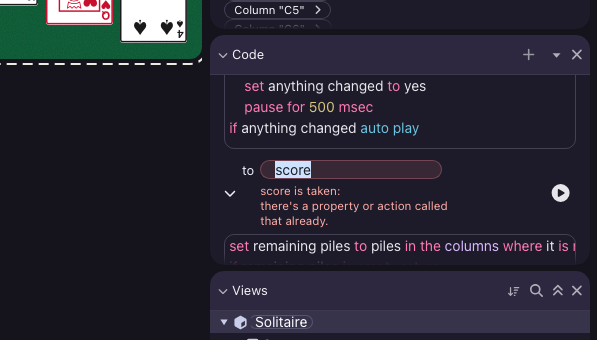 Column "C5"
Code
set anything changed to yes
pause for 500 msec
if anything changed auto play
to score
score is taken:
there's a property or action called
that already.
set remaining piles to piles in the columns where it is
Views
Solitaire
Q
4